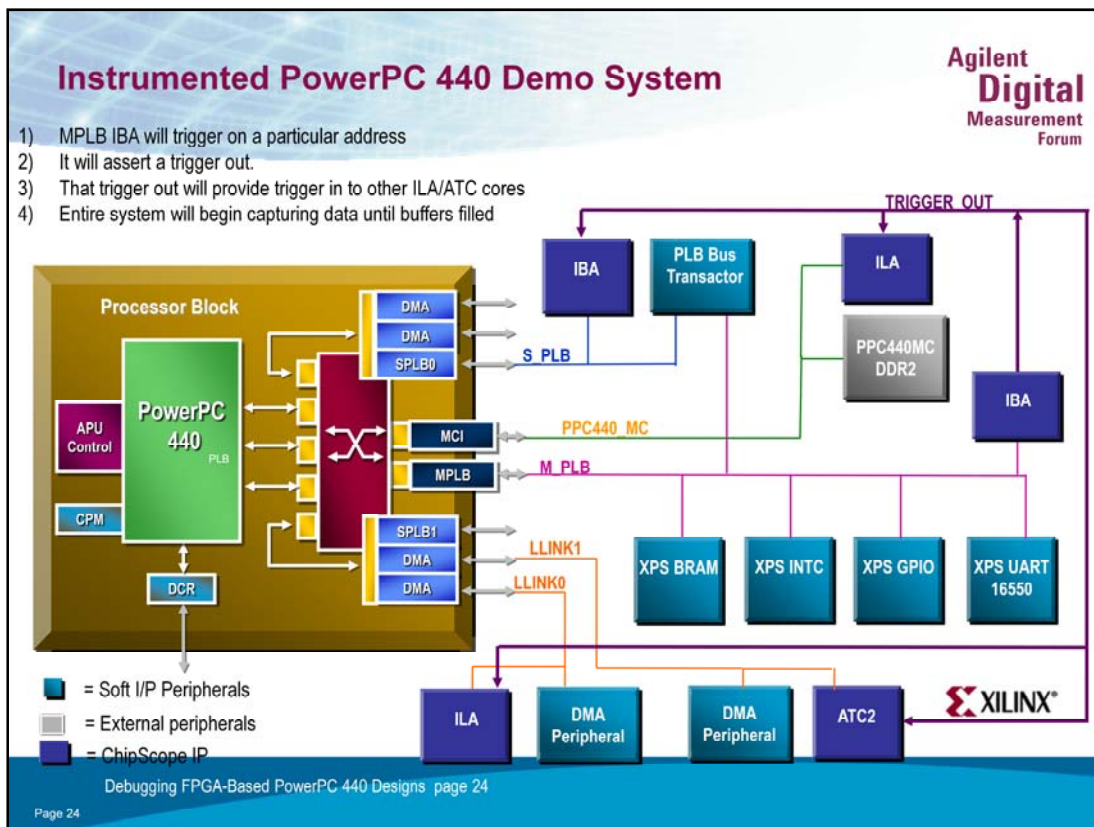 Instrumented PowerPC 440 Demo System
Agilent
Digital
Measurement
Forum
1) MPLB IBA will trigger on a particular address
2) It will assert a trigger out.
3) That trigger out will provide trigger in to other ILA/ATC cores
4) Entire system will begin capturing data until buffers filled
TRIGGER_OUT
IBA
PLB Bus
Transactor
ILA
PPC440MC
DDR2
IBA
Processor Block
DMA
DMA
SPLB0
S_PLB
PowerPC
440
PLB
APU
Control
CPM
DCR
MCI
PPC440_MC
MPLB
M_PLB
SPLB1
DMA
LLINK1
DMA
LLINK0
XPS BRAM
XPS INTC
XPS GPIO
XPS UART
16550
ILA
DMA
Peripheral
DMA
Peripheral
ATC2
XILINX®
= Soft I/P Peripherals
= External peripherals
= ChipScope IP
Debugging FPGA-Based PowerPC 440 Designs page 24
Page 24